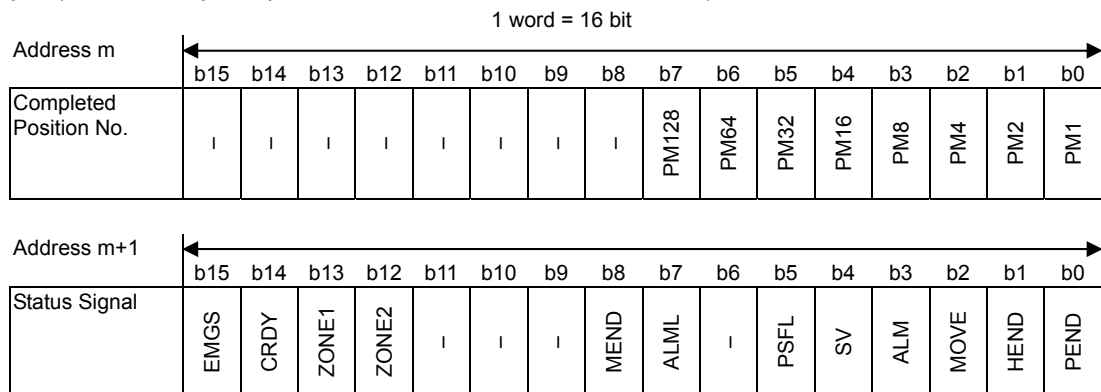 1 word = 16 bit
Address m
b15 b14 b13 b12 b11 b10 b9 b8 b7 b6 b5 b4 b3 b2 b1 b0
Completed
Position No.
- - - - - - - - PM128 PM64 PM32 PM16 PM8 PM4 PM2 PM1
Address m+1
b15 b14 b13 b12 b11 b10 b9 b8 b7 b6 b5 b4 b3 b2 b1 b0
Status Signal
EMGS CRDY ZONE1 ZONE2 - - - MEND ALML - PSFL SV ALM MOVE HEND PEND